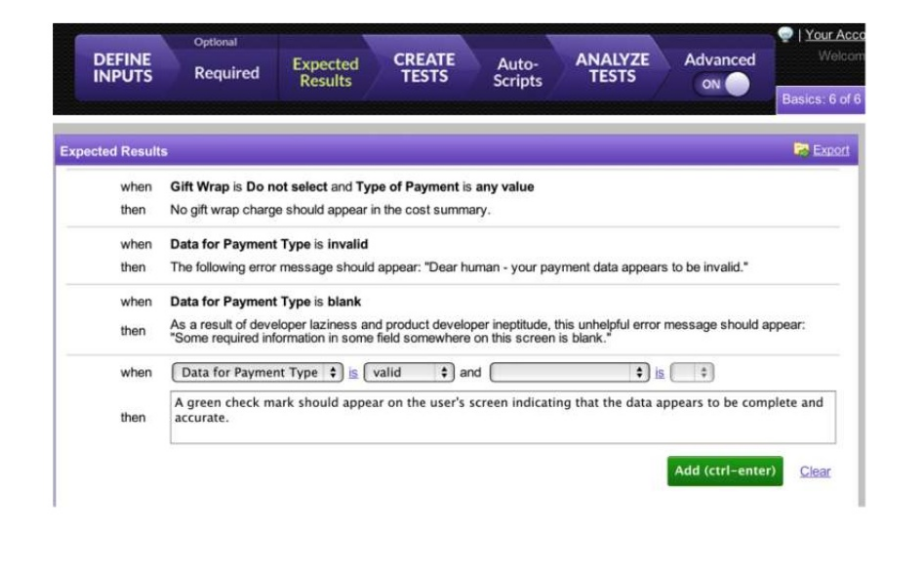 Your Acco
Welcom
DEFINE INPUTS
Optional
Required
Expected Results
CREATE TESTS
Auto-Scripts
ANALYZE TESTS
Advanced
ON
Basics: 6 of 6
Expected Results
Export
when Gift Wrap is Do not select and Type of Payment is any value
then No gift wrap charge should appear in the cost summary.
when Data for Payment Type is invalid
then The following error message should appear: "Dear human - your payment data appears to be invalid."
when Data for Payment Type is blank
then As a result of developer laziness and product developer ineptitude, this unhelpful error message should appear:
"Some required information in some field somewhere on this screen is blank."
when Data for Payment Type is valid and is
then A green check mark should appear on the user's screen indicating that the data appears to be complete and
accurate.
Add (ctrl-enter) Clear